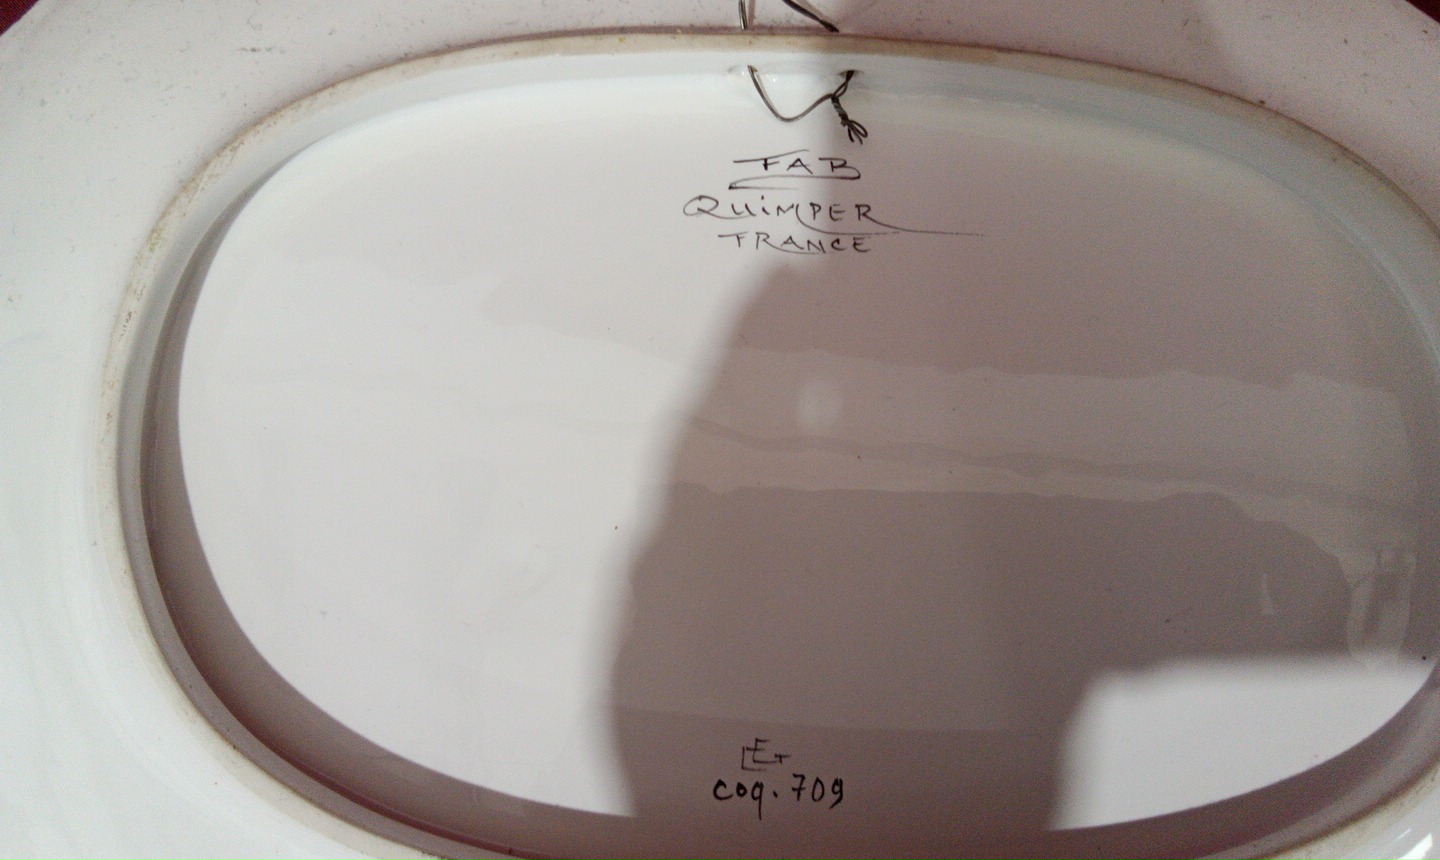 FAB
QUiMPER
FRANCE
coq. 709